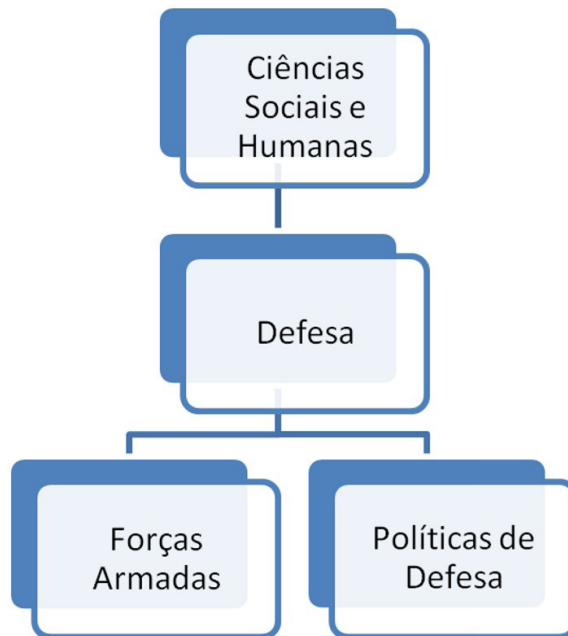 Ciências
Sociais e
Humanas
Defesa
Forças
Armadas
Políticas de
Defesa